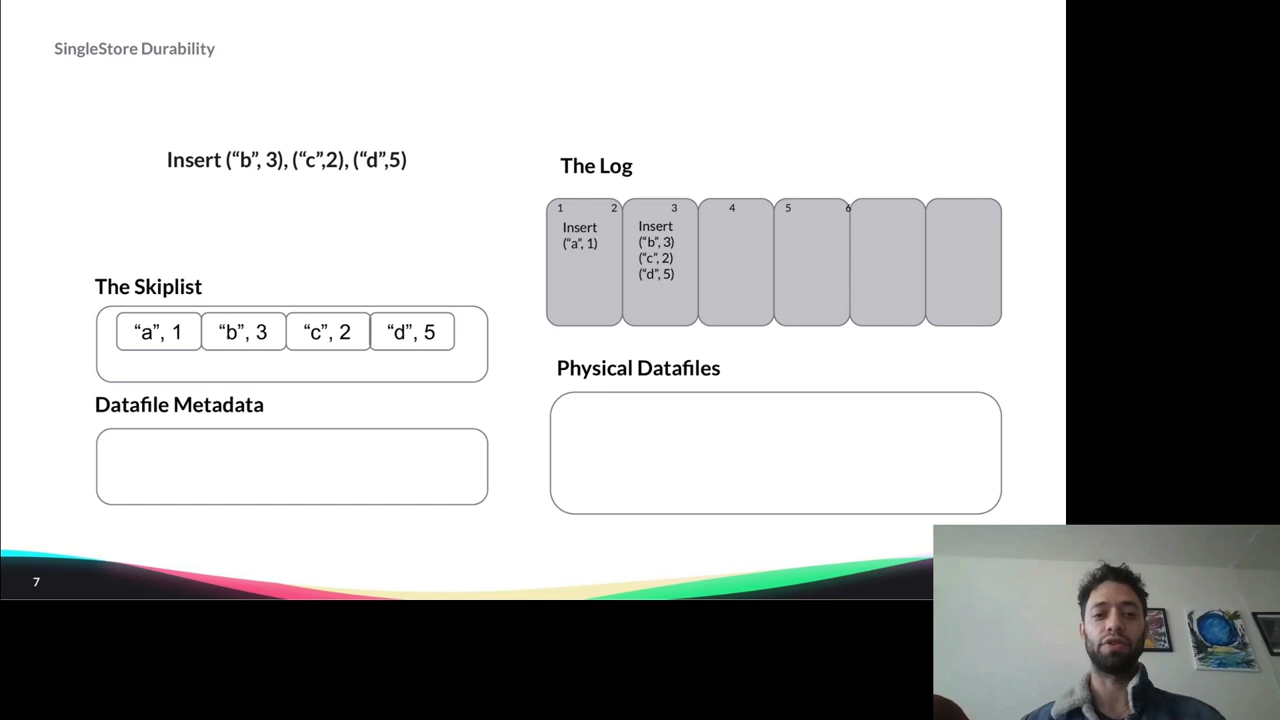 SingleStore Durability
Insert (“b”, 3), (“c”,2), (“d”,5)
The Log
1 2 3 4 5 6
Insert
(“a”, 1)
Insert
(“b”, 3)
(“c”, 2)
(“d”, 5)
The Skiplist
“a”, 1 “b”, 3 “c”, 2 “d”, 5
Physical Datafiles
Datafile Metadata
7